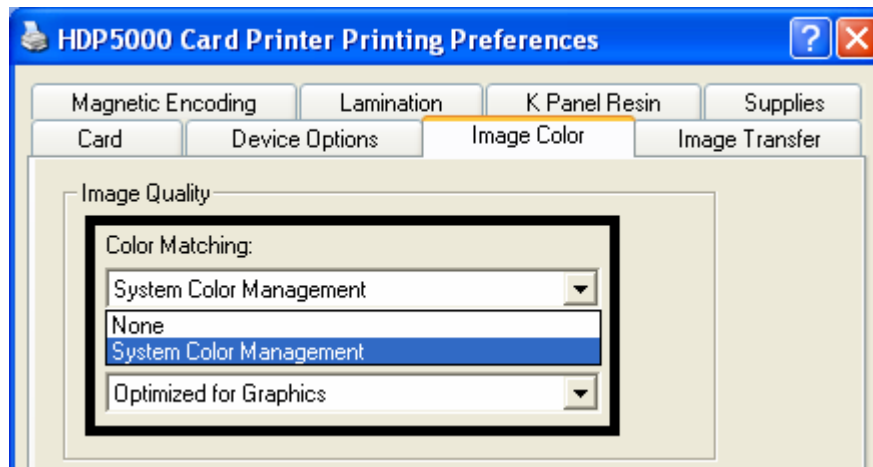 HDP5000 Card Printer Printing Preferences
Magnetic Encoding Lamination K Panel Resin Supplies
Card Device Options Image Color Image Transfer
Image Quality
Color Matching:
System Color Management
None
System Color Management
Optimized for Graphics